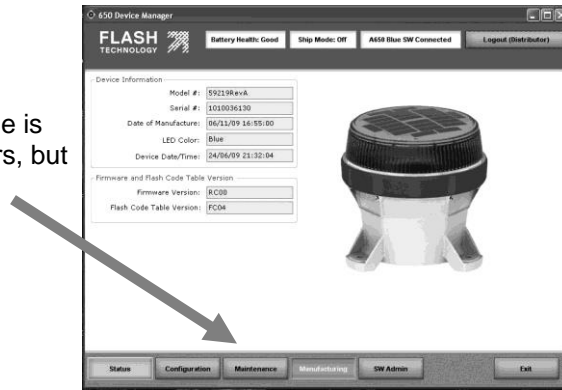 650 Device Manager
FLASH
TECHNOLOGY
Battery Health: Good
Ship Mode: Off
A650 Blue SW Connected
Logout (Distributor)
Device Information
Model #: 59219RevA
Serial #: 1010036130
Date of Manufacture: 06/11/09 16:55:00
LED Color: Blue
Device Date/Time: 24/06/09 21:32:04
e is
rs, but
Firmware and Flash Code Table Version
Firmware Version: RC08
Flash Code Table Version: FC04
Status
Configuration
Maintenance
Manufacturing
SW Admin
Exit